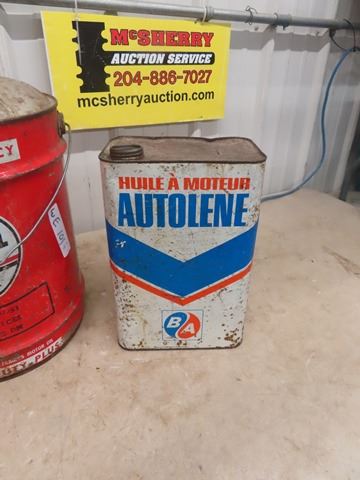 McSHERRY
AUCTION SERVICE
204-886-7027
mcsherryauction.com
HUILE À MOTEUR
AUTOLENE
BA